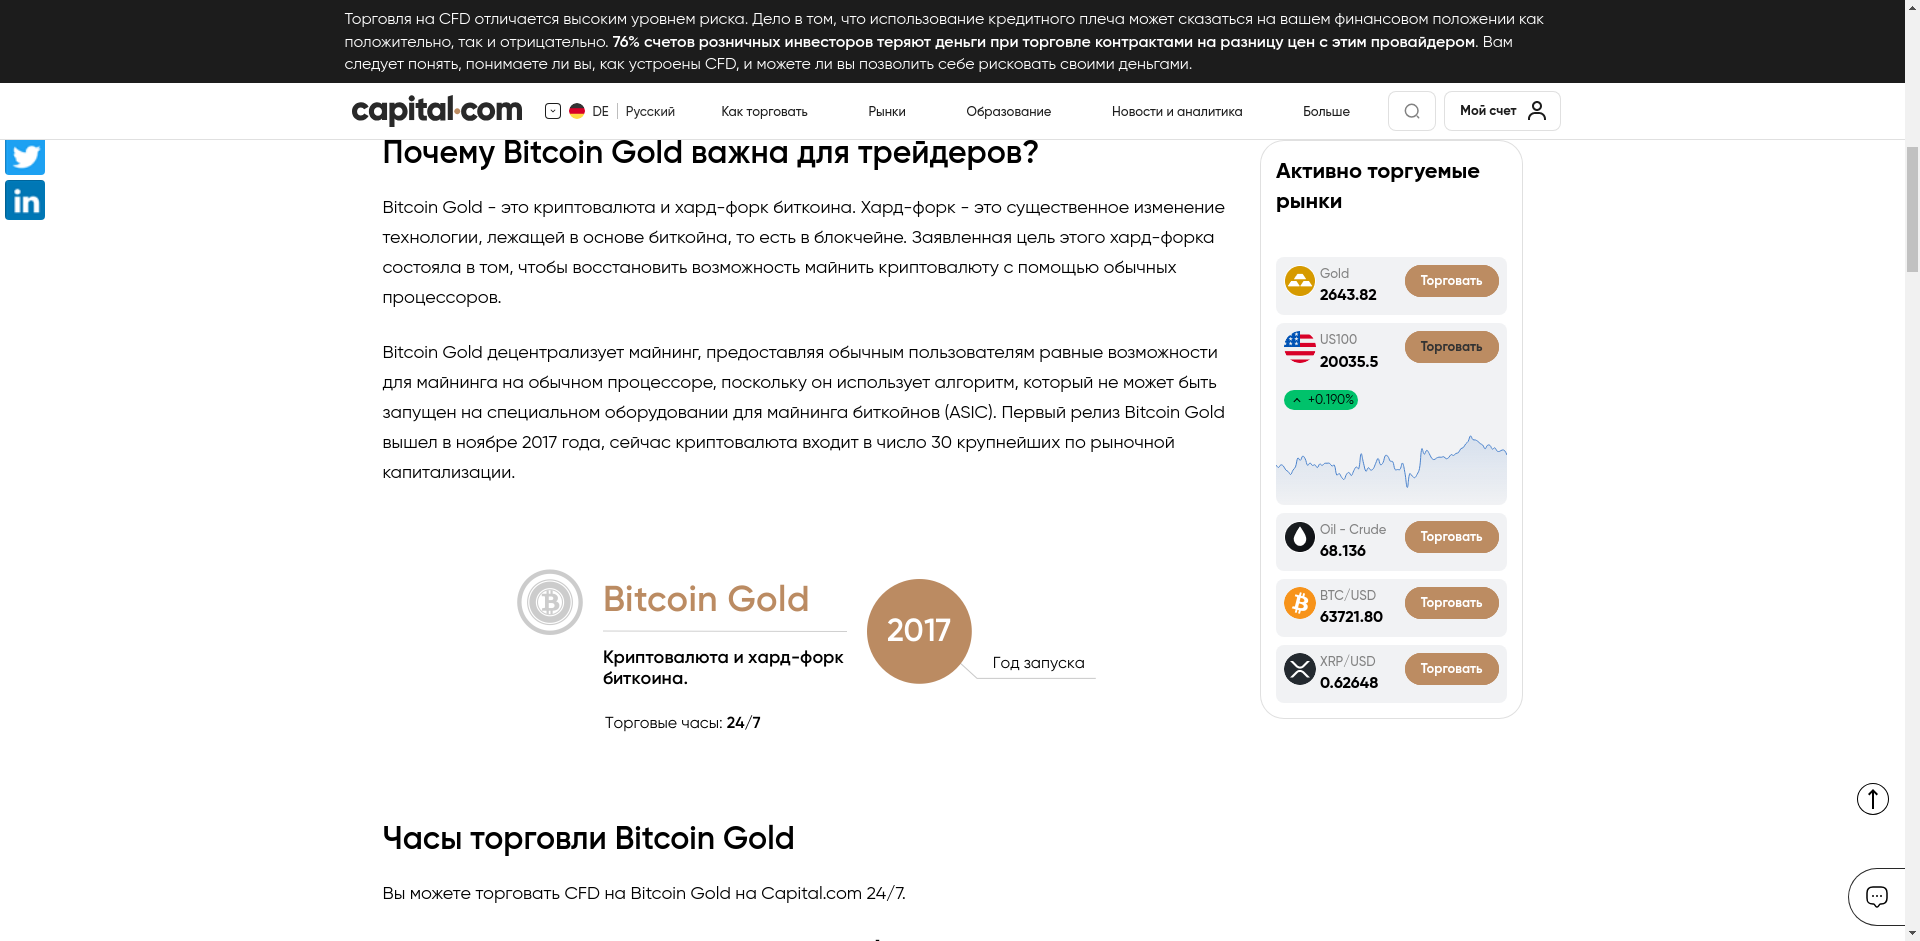 Торговля на CFD отличается высоким уровнем риска. Дело в том, что использование кредитного плеча может сказаться на вашем финансовом положении как
положительно, так и отрицательно. 76% счетов розничных инвесторов теряют деньги при торговле контрактами на разницу цен с этим провайдером. Вам
следует понять, понимаете ли вы, как устроены CFD, и можете ли вы позволить себе рисковать своими деньгами.
capital.com
DE
Русский
Как торговать
Рынки
Образование
Новости и аналитика
Больше
Мой счет
in
Почему Bitcoin Gold важна для трейдеров?
Bitcoin Gold - это криптовалюта и хард-форк биткоина. Хард-форк - это существенное изменение
технологии, лежащей в основе биткойна, то есть в блокчейне. Заявленная цель этого хард-форка
состояла в том, чтобы восстановить возможность майнить криптовалюту с помощью обычных
процессоров.
Bitcoin Gold децентрализует майнинг, предоставляя обычным пользователям равные возможности
для майнинга на обычном процессоре, поскольку он использует алгоритм, который не может быть
запущен на специальном оборудовании для майнинга биткойнов (ASIC). Первый релиз Bitcoin Gold
вышел в ноябре 2017 года, сейчас криптовалюта входит в число 30 крупнейших по рыночной
капитализации.
Bitcoin Gold
Криптовалюта и хард-форк
биткоина.
Торговые часы: 24/7
2017
Год запуска
Часы торговли Bitcoin Gold
Вы можете торговать CFD на Bitcoin Gold на Capital.com 24/7.
Активно торгуемые
рынки
Gold
2643.82
Торговать
US100
20035.5
Торговать
+0.190%
Oil - Crude
68.136
Торговать
BTC/USD
63721.80
Торговать
XRP/USD
0.62648
Торговать